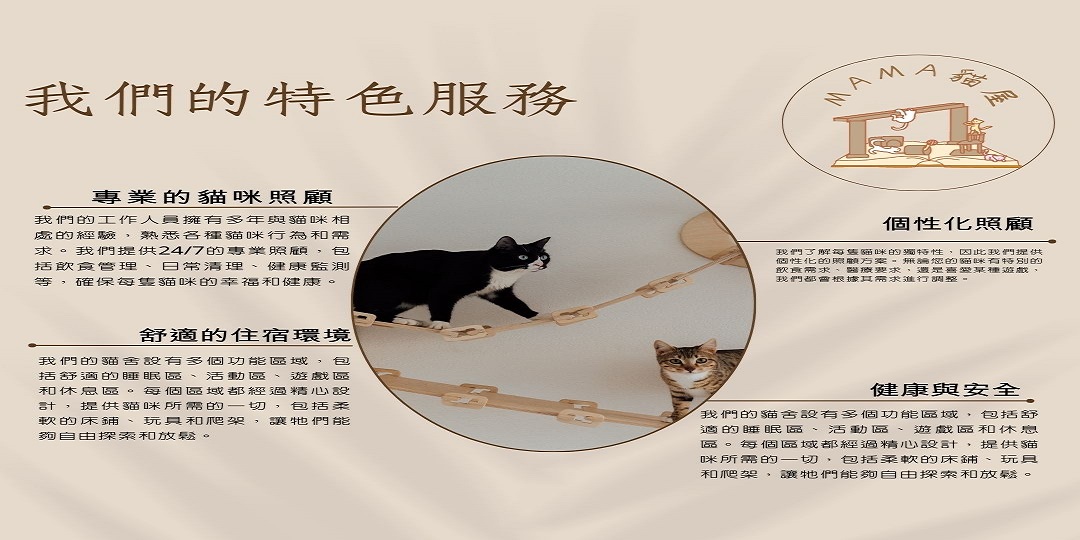 我們的特色服務
MAMA貓屋
專業的貓咪照顧
我們的工作人員擁有多年與貓咪相
處的經驗，熟悉各種貓咪行為和需
求。我們提供24/7的專業照顧，包
括飲食管理、日常清理、健康監測
等，確保每隻貓咪的幸福和健康。
舒適的住宿環境
我們的貓舍設有多個功能區域，包
括舒適的睡眠區、活動區、遊戲區
和休息區。每個區域都經過精心設
計，提供貓咪所需的一切，包括柔
軟的床鋪、玩具和爬架，讓牠們能
夠自由探索和放鬆。
個性化照顧
我們了解每隻貓咪的獨特性，因此我們提供
個性化的照顧方案。無論您的貓咪有特別的
飲食需求、醫療要求，還是喜愛某種遊戲，
我們都會根據其需求進行調整。
健康與安全
我們的貓舍設有多個功能區域，包括舒
適的睡眠區、活動區、遊戲區和休息
區。每個區域都經過精心設計，提供貓
咪所需的一切，包括柔軟的床鋪、玩具
和爬架，讓牠們能夠自由探索和放鬆。